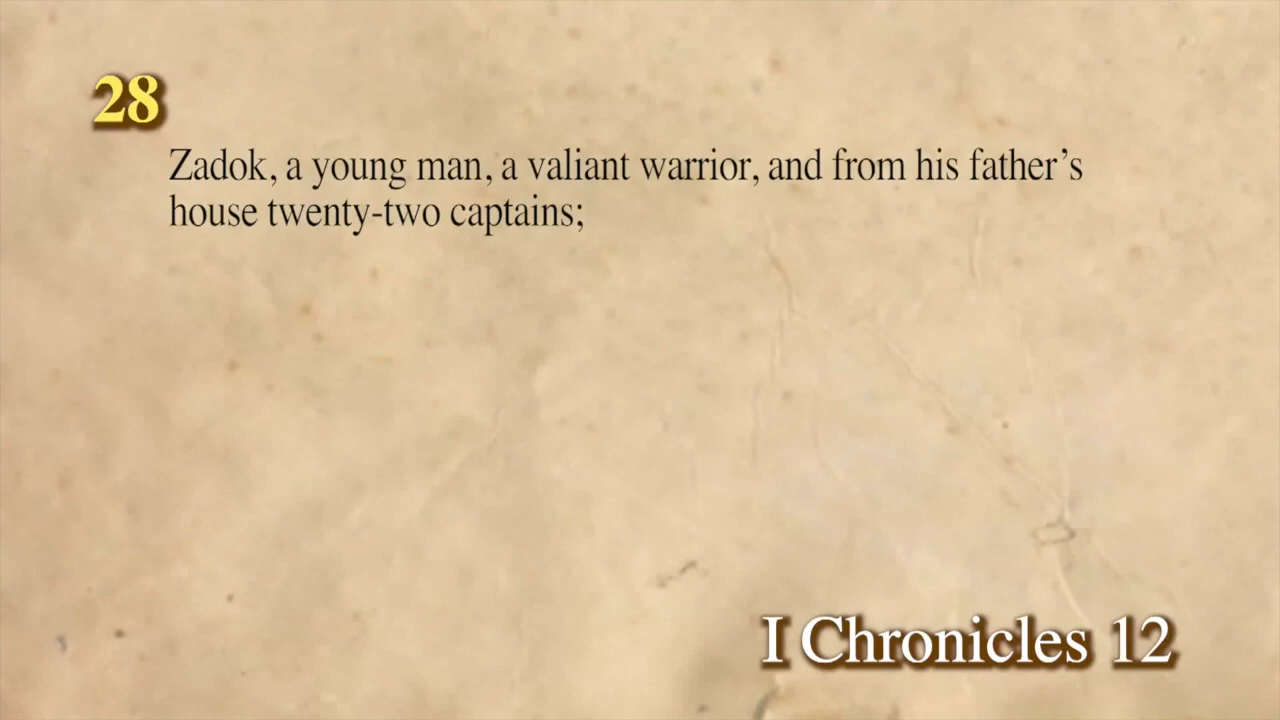 28
Zadok, a young man, a valiant warrior, and from his father’s
house twenty-two captains;
I Chronicles 12